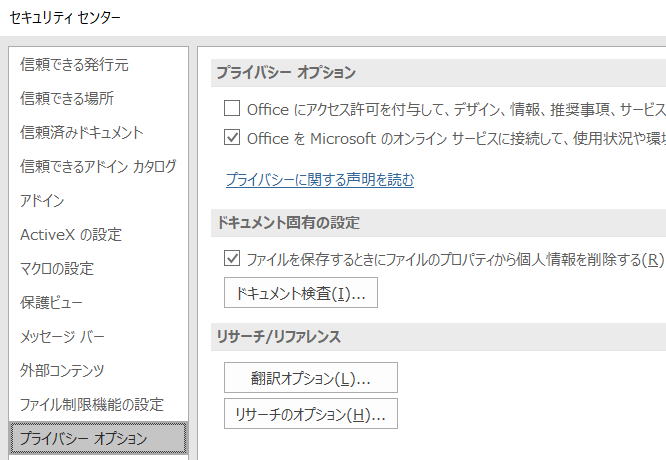 セキュリティ センター
信頼できる発行元
信頼できる場所
信頼済みドキュメント
信頼できるアドイン カタログ
アドイン
ActiveX の設定
マクロの設定
保護ビュー
メッセージ バー
外部コンテンツ
ファイル制限機能の設定
プライバシー オプション
プライバシー オプション
Office にアクセス許可を付与して、デザイン、情報、推奨事項、サービス
Office を Microsoft のオンライン サービスに接続して、使用状況や環
プライバシーに関する声明を読む
ドキュメント固有の設定
ファイルを保存するときにファイルのプロパティから個人情報を削除する(R)
ドキュメント検査(I)...
リサーチ/リファレンス
翻訳オプション(L)...
リサーチのオプション(H)...